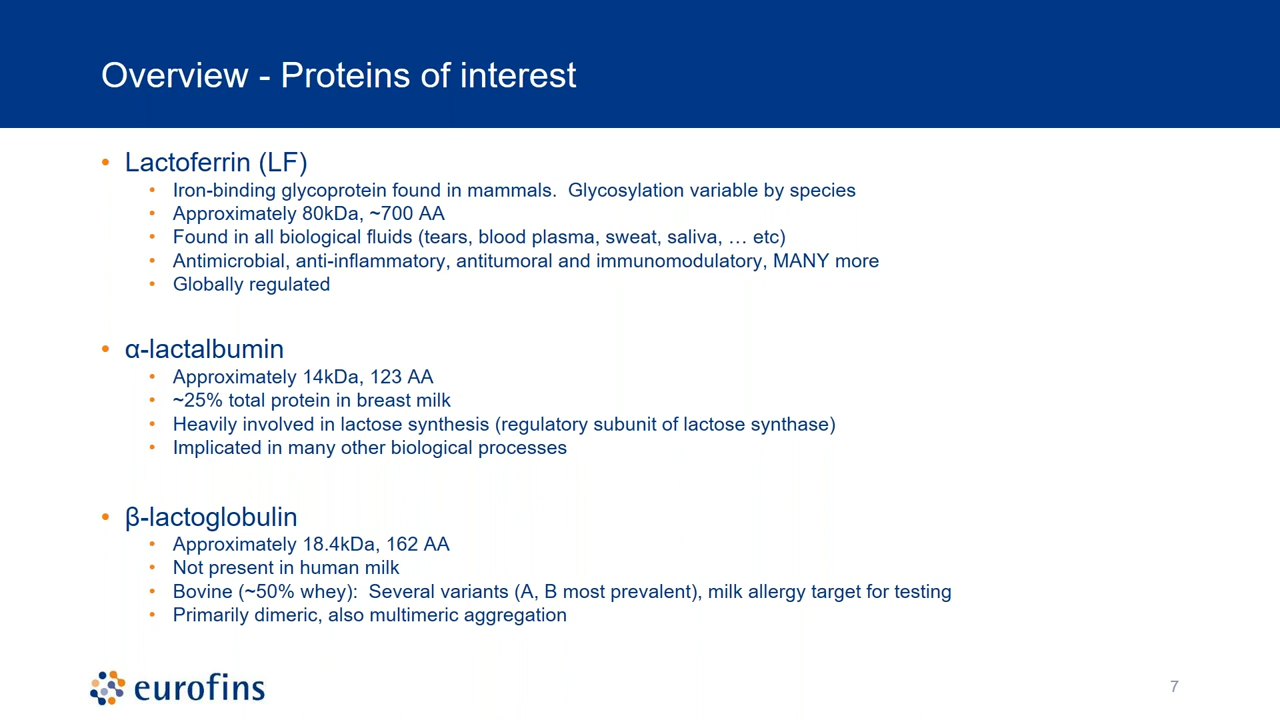 Overview - Proteins of interest
• Lactoferrin (LF)
• Iron-binding glycoprotein found in mammals.  Glycosylation variable by species
• Approximately 80kDa, ~700 AA
• Found in all biological fluids (tears, blood plasma, sweat, saliva, … etc)
• Antimicrobial, anti-inflammatory, antitumoral and immunomodulatory, MANY more
• Globally regulated
• α-lactalbumin
• Approximately 14kDa, 123 AA
• ~25% total protein in breast milk
• Heavily involved in lactose synthesis (regulatory subunit of lactose synthase)
• Implicated in many other biological processes
• β-lactoglobulin
• Approximately 18.4kDa, 162 AA
• Not present in human milk
• Bovine (~50% whey):  Several variants (A, B most prevalent), milk allergy target for testing
• Primarily dimeric, also multimeric aggregation
eurofins
7